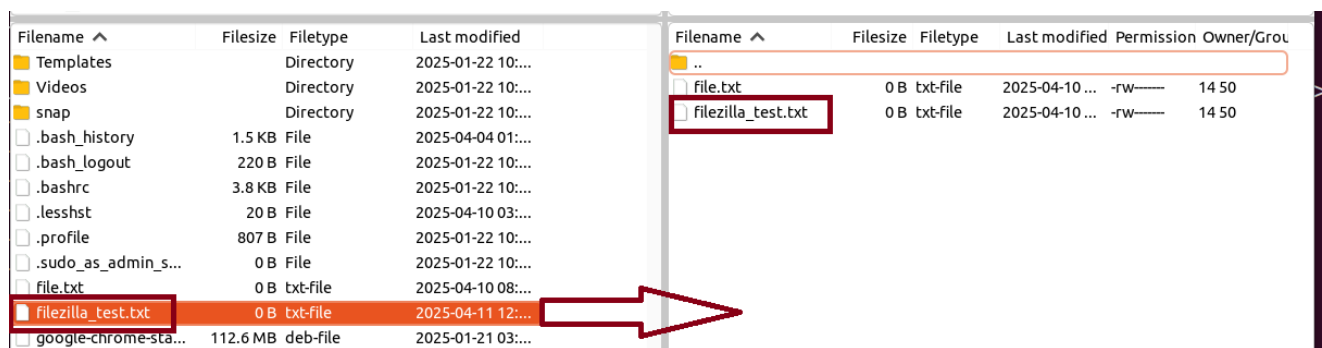 Filename Filesize Filetype Last modified
Templates Directory 2025-01-22 10:...
Videos Directory 2025-01-22 10:...
snap Directory 2025-01-22 10:...
.bash_history 1.5 KB File 2025-04-04 01:...
.bash_logout 220 B File 2025-01-22 10:...
.bashrc 3.8 KB File 2025-01-22 10:...
.lesshst 20 B File 2025-04-10 03:...
.profile 807 B File 2025-01-22 10:...
.sudo_as_admin_s... 0 B File 2025-01-22 10:...
file.txt 0 B txt-file 2025-04-10 08:...
filezilla_test.txt 0 B txt-file 2025-04-11 12:...
google-chrome-sta... 112.6 MB deb-file 2025-01-21 03:...
Filename Filesize Filetype Last modified Permission Owner/Grou
..
file.txt 0 B txt-file 2025-04-10 ... -rw------- 14 50
filezilla_test.txt 0 B txt-file 2025-04-10 ... -rw------- 14 50